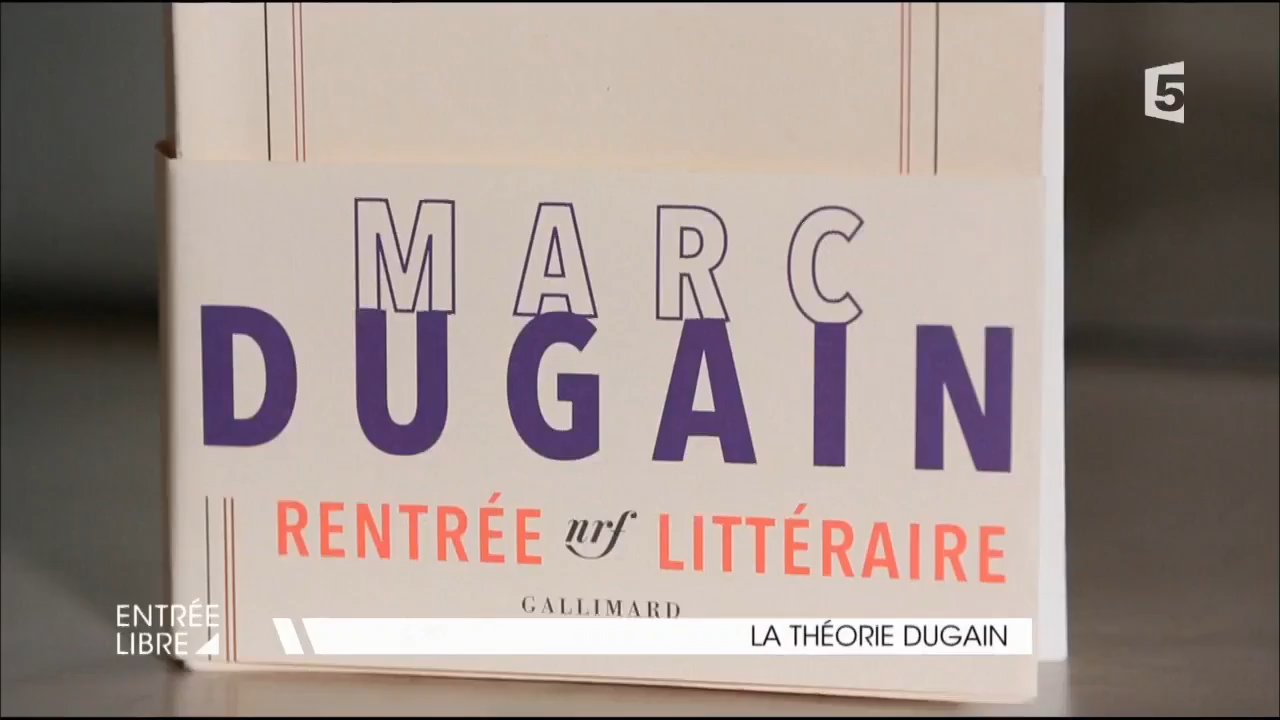 5
MARC
DUGAIN
RENTRÉE nrf LITTÉRAIRE
GALLIMARD
ENTRÉE
LIBRE
LA THÉORIE DUGAIN